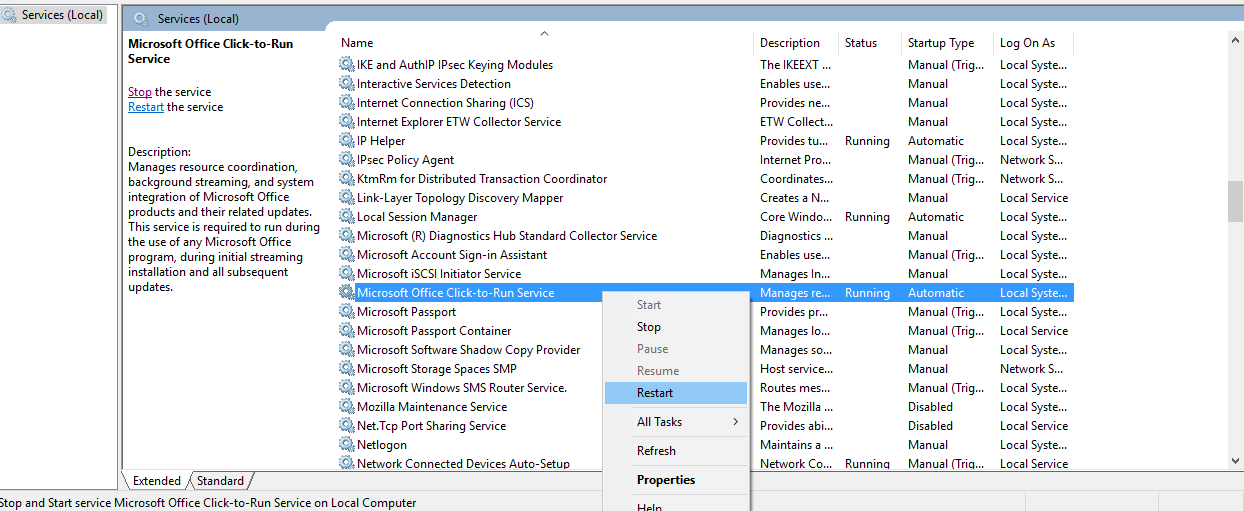 Services (Local)
Services (Local)
Microsoft Office Click-to-Run
Service
Stop the service
Restart the service
Description:
Manages resource coordination,
background streaming, and system
integration of Microsoft Office
products and their related updates.
This service is required to run during
the use of any Microsoft Office
program, during initial streaming
installation and all subsequent
updates.
Name Description Status Startup Type Log On As
IKE and AuthIP IPsec Keying Modules The IKEEXT ... Manual (Trig... Local Syste...
Interactive Services Detection Enables use... Manual Local Syste...
Internet Connection Sharing (ICS) Provides ne... Manual Local Syste...
Internet Explorer ETW Collector Service ETW Collect... Manual Local Syste...
IP Helper Provides tu... Running Automatic Local Syste...
IPsec Policy Agent Internet Pro... Manual (Trig... Network S...
KtmRm for Distributed Transaction Coordinator Coordinates... Manual (Trig... Network S...
Link-Layer Topology Discovery Mapper Creates a N... Manual Local Service
Local Session Manager Core Windo... Running Automatic Local Syste...
Microsoft (R) Diagnostics Hub Standard Collector Service Diagnostics ... Manual Local Syste...
Microsoft Account Sign-in Assistant Enables use... Manual (Trig... Local Syste...
Microsoft iSCSI Initiator Service Manages In... Manual Local Syste...
Microsoft Office Click-to-Run Service Manages re... Running Automatic Local Syste...
Microsoft Passport Provides pr... Manual (Trig... Local Syste...
Microsoft Passport Container Manages lo... Manual (Trig... Local Service
Microsoft Software Shadow Copy Provider Manages so... Manual Local Syste...
Microsoft Storage Spaces SMP Host service... Manual Network S...
Microsoft Windows SMS Router Service. Routes mes... Manual (Trig... Local Syste...
Mozilla Maintenance Service The Mozilla ... Disabled Local Syste...
Net.Tcp Port Sharing Service Provides abi... Disabled Local Service
Netlogon Maintains a ... Manual Local Syste...
Network Connected Devices Auto-Setup Network Co... Running Manual (Trig... Local Service
Start
Stop
Pause
Resume
Restart
All Tasks
Refresh
Properties
Help
Extended Standard
Stop and Start service Microsoft Office Click-to-Run Service on Local Computer